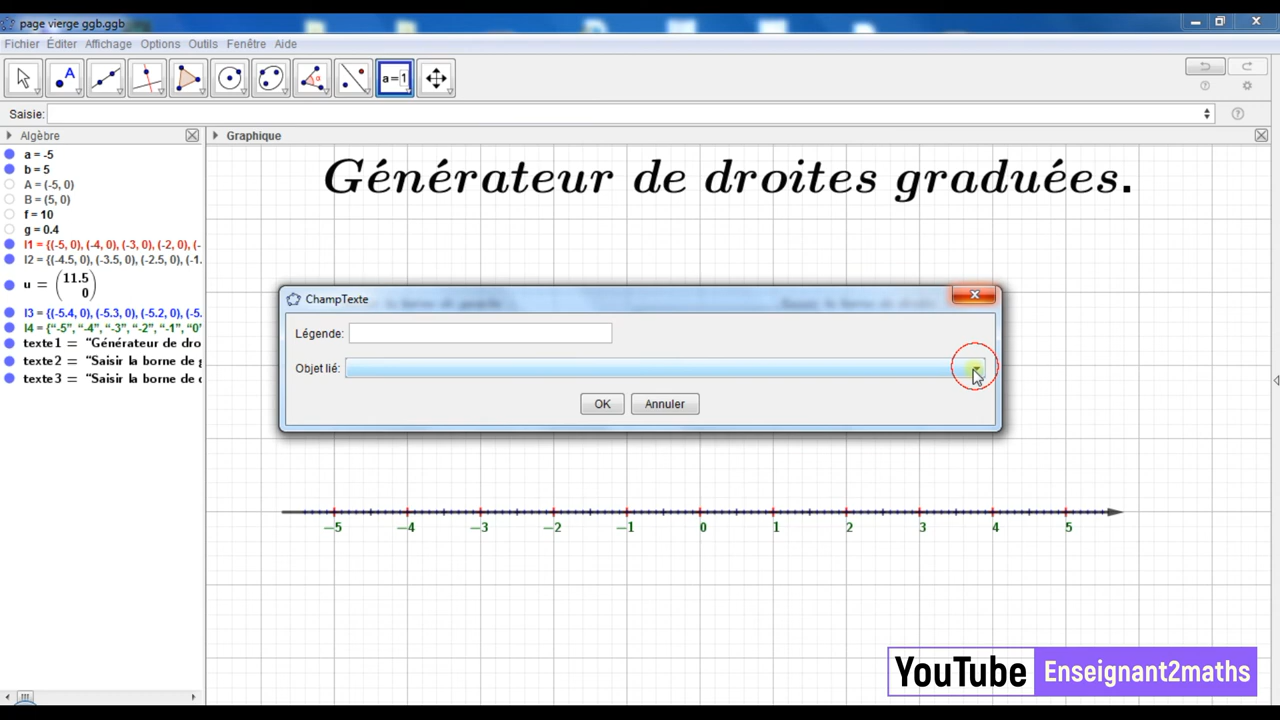 page vierge ggb.ggb
Fichier Éditer Affichage Options Outils Fenêtre Aide
A
α
a=1
Saisie:
Algèbre
Graphique
a = -5
b = 5
A = (-5, 0)
B = (5, 0)
f = 10
g = 0.4
l1 = {(-5, 0), (-4, 0), (-3, 0), (-2, 0), (-
l2 = {(-4.5, 0), (-3.5, 0), (-2.5, 0), (-1.
u = (11.5
0)
l3 = {(-5.4, 0), (-5.3, 0), (-5.2, 0), (-5.
l4 = {"-5", "-4", "-3", "-2", "-1", "0"
texte1 = "Générateur de dro
texte2 = "Saisir la borne de g
texte3 = "Saisir la borne de d
Générateur de droites graduées.
ChampTexte
Légende:
Objet lié:
OK Annuler
−5 −4 −3 −2 −1 0 1 2 3 4 5
YouTube Enseignant2maths